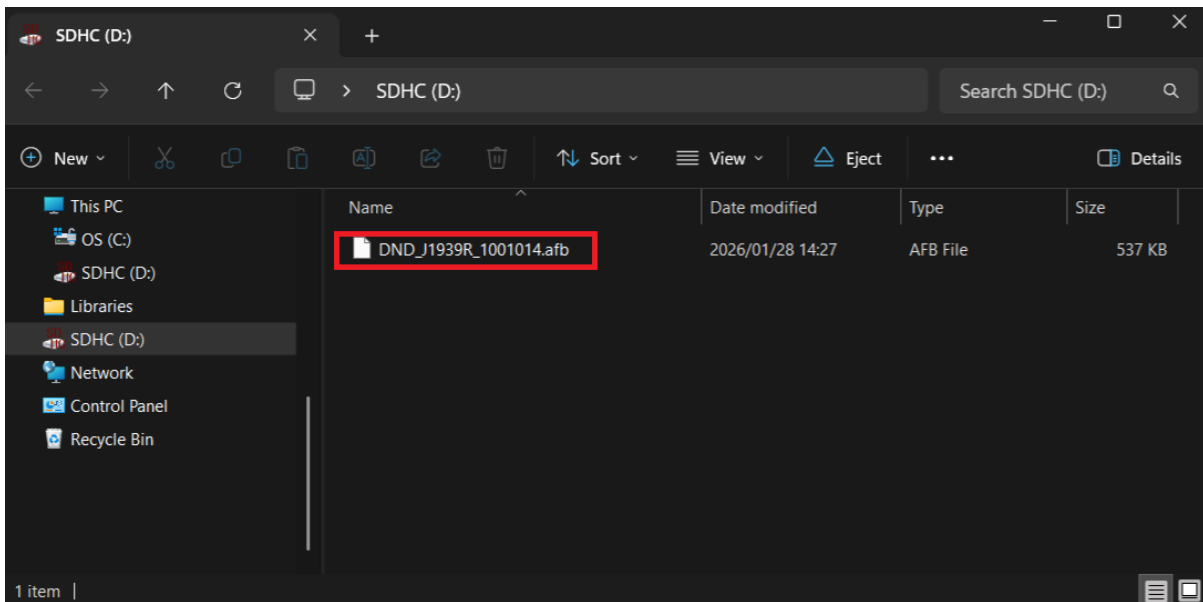 SDHC (D:)
SDHC (D:)
Search SDHC (D:)
New
Sort
View
Eject
Details
This PC
OS (C:)
SDHC (D:)
Libraries
SDHC (D:)
Network
Control Panel
Recycle Bin
Name Date modified Type Size
DND_J1939R_1001014.afb 2026/01/28 14:27 AFB File 537 KB
1 item